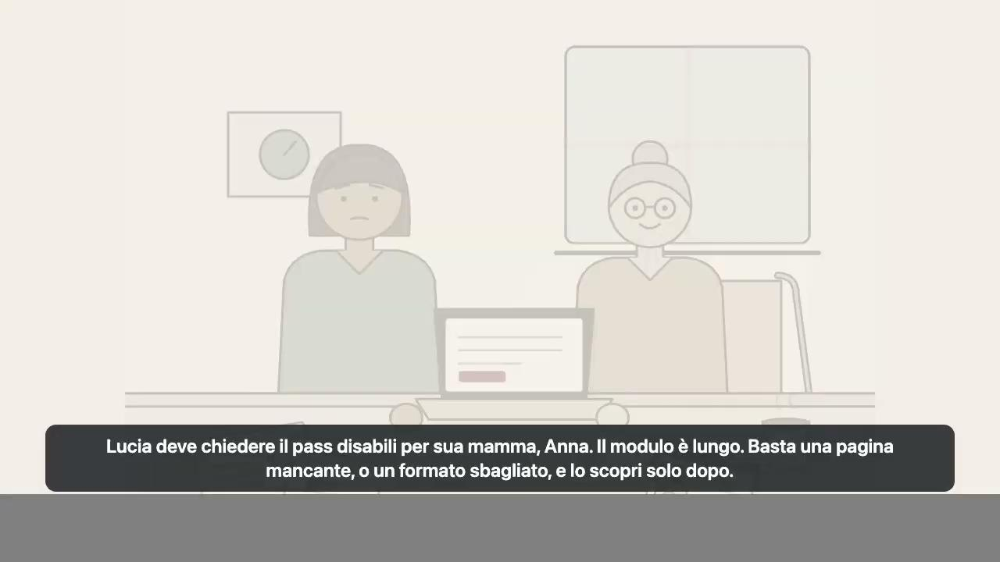 Lucia deve chiedere il pass disabili per sua mamma, Anna. Il modulo è lungo. Basta una pagina
mancante, o un formato sbagliato, e lo scopri solo dopo.